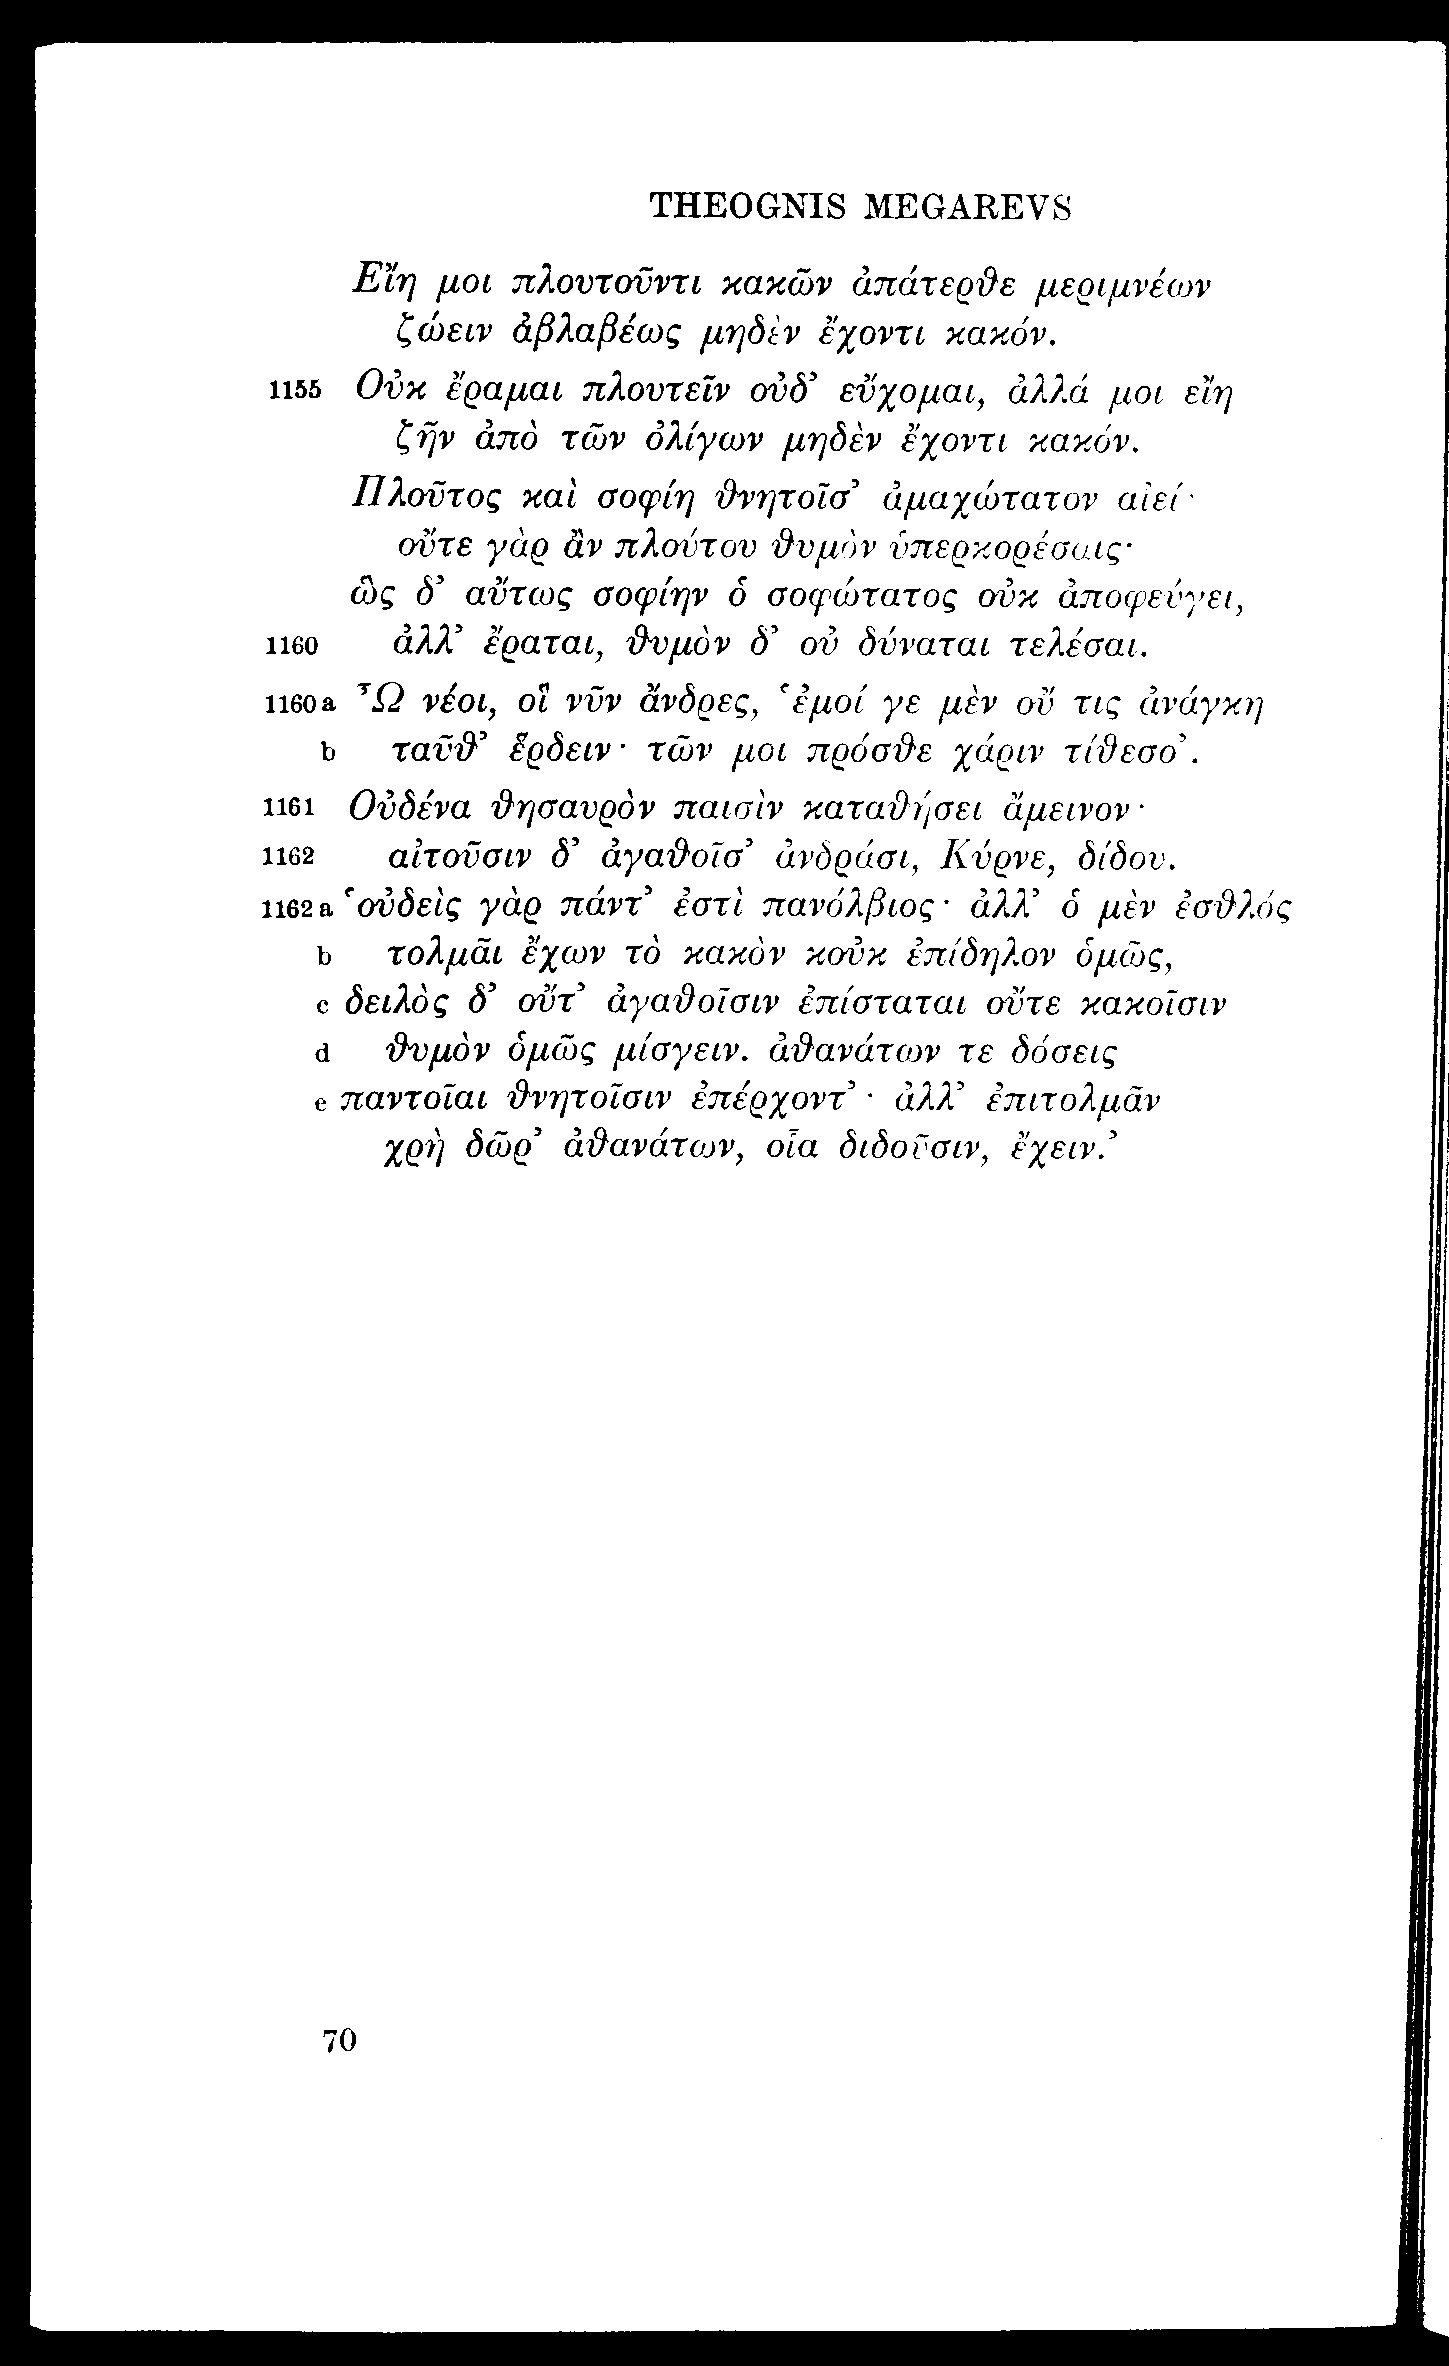 THEOGNIS MEGAREVS
Εἴη μοι πλουτοῦντι κακῶν ἀπάτερθε μεριμνέων
ζώειν ἀβλαβέως μηδὲν ἔχοντι κακόν.
1155 Οὐκ ἔραμαι πλουτεῖν οὐδ’ εὔχομαι, ἀλλά μοι εἴη
ζῆν ἀπὸ τῶν ὀλίγων μηδὲν ἔχοντι κακόν.
Πλοῦτος καὶ σοφίη θνητοῖσ’ ἀμαχώτατον αἰεί·
οὔτε γὰρ ἂν πλούτου θυμὸν ὑπερκορέσαις·
ὣς δ’ αὔτως σοφίην ὁ σοφώτατος οὐκ ἀποφεύγει,
1160 ἀλλ’ ἔραται, θυμὸν δ’ οὐ δύναται τελέσαι.
1160a Ὦ νέοι, οἳ νῦν ἄνδρες, ‘ἐμοί γε μὲν οὔ τις ἀνάγκη
b ταῦθ’ ἔρδειν· τῶν μοι πρόσθε χάριν τίθεσο’.
1161 Οὐδένα θησαυρὸν παισὶν καταθήσει ἄμεινον·
1162 αἰτοῦσιν δ’ ἀγαθοῖσ’ ἀνδράσι, Κύρνε, δίδου.
1162a ‘οὐδεὶς γὰρ πάντ’ ἐστὶ πανόλβιος· ἀλλ’ ὁ μὲν ἐσθλός
b τολμᾶι ἔχων τὸ κακὸν κοὐκ ἐπίδηλον ὁμῶς,
c δειλὸς δ’ οὔτ’ ἀγαθοῖσιν ἐπίσταται οὔτε κακοῖσιν
d θυμὸν ὁμῶς μίσγειν. ἀθανάτων τε δόσεις
e παντοῖαι θνητοῖσιν ἐπέρχοντ’· ἀλλ’ ἐπιτολμᾶν
χρὴ δῶρ’ ἀθανάτων, οἷα διδοῦσιν, ἔχειν.’
70